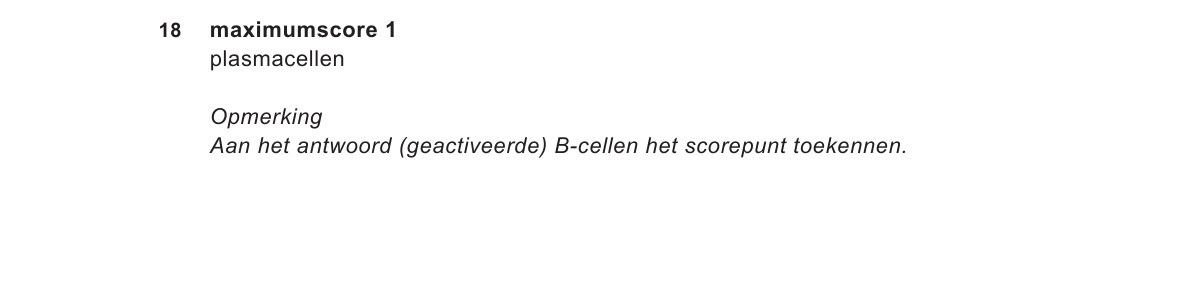 18 maximumscore 1
plasmacellen
Opmerking
Aan het antwoord (geactiveerde) B-cellen het scorepunt toekennen.